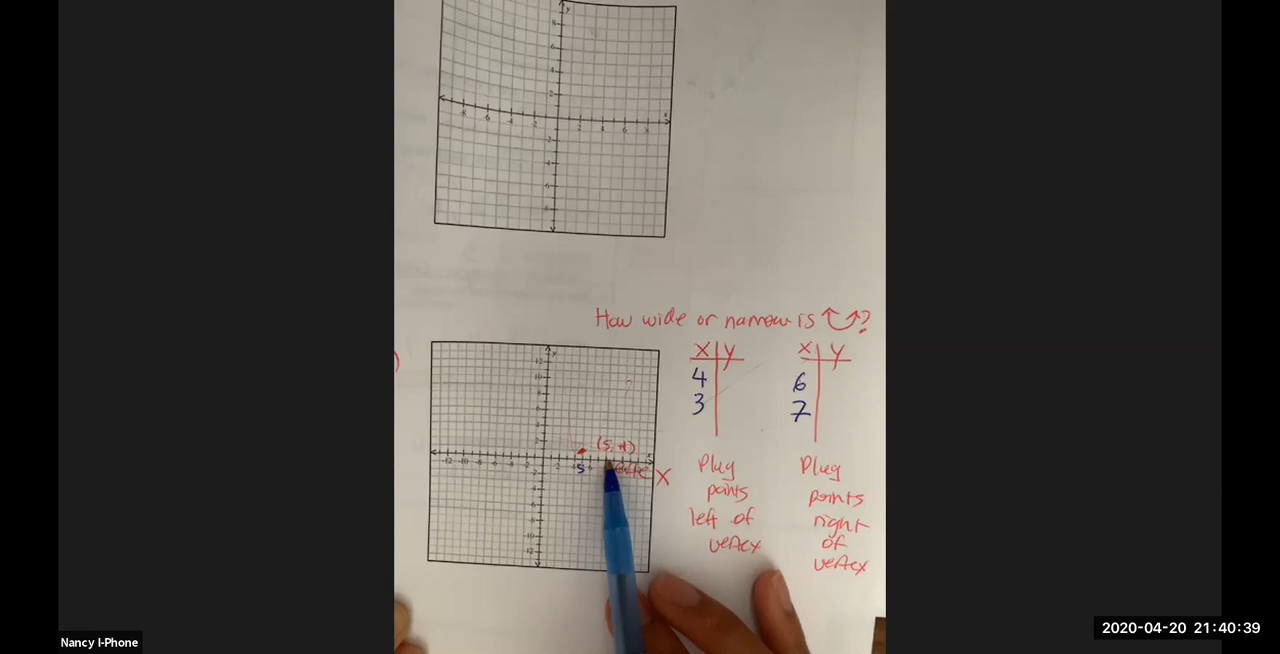 How wide or narrow is ?
X Y
4
3
X Y
6
7
(5,
5
Vertex
Plug
points
left of
vertex
Plug
points
right
of
vertex
Nancy I-Phone
2020-04-20 21:40:39